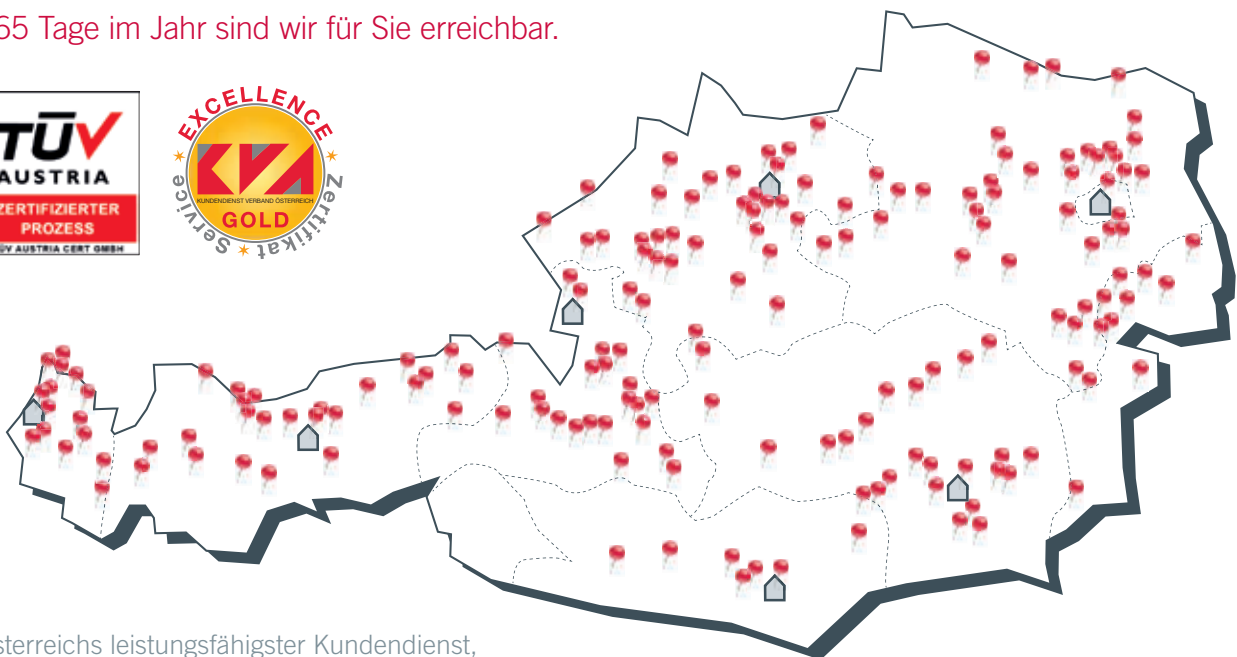 65 Tage im Jahr sind wir für Sie erreichbar.
TÜV
AUSTRIA
ZERTIFIZIERTER
PROZESS
ÜV AUSTRIA CERT GMBH
EXCELLENCE
KVA
KUNDENDIENST VERBAND ÖSTERREICH
GOLD
Service * Zertifikat
sterreichs leistungsfähigster Kundendienst,